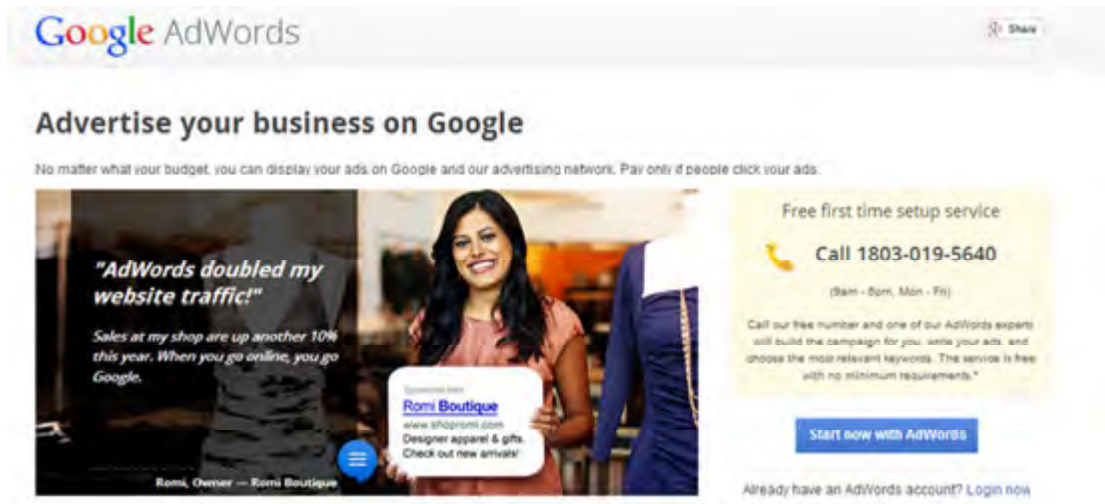 Google AdWords
Share
Advertise your business on Google
No matter what your budget, you can display your ads on Google and our advertising network. Pay only if people click your ads.
"AdWords doubled my
website traffic!"
Sales at my shop are up another 10%
this year. When you go online, you go
Google.
Romi, Owner — Romi Boutique
Romi Boutique
www.shopromi.com
Designer apparel & gifts.
Check out new arrivals!
Free first time setup service
Call 1803-019-5640
(9am - 8pm, Mon - Fri)
Call our free number and one of our AdWords experts
will build the campaign for you, write your ads, and
choose the most relevant keywords. The service is free
with no minimum requirements.*
Start now with AdWords
Already have an AdWords account? Login now